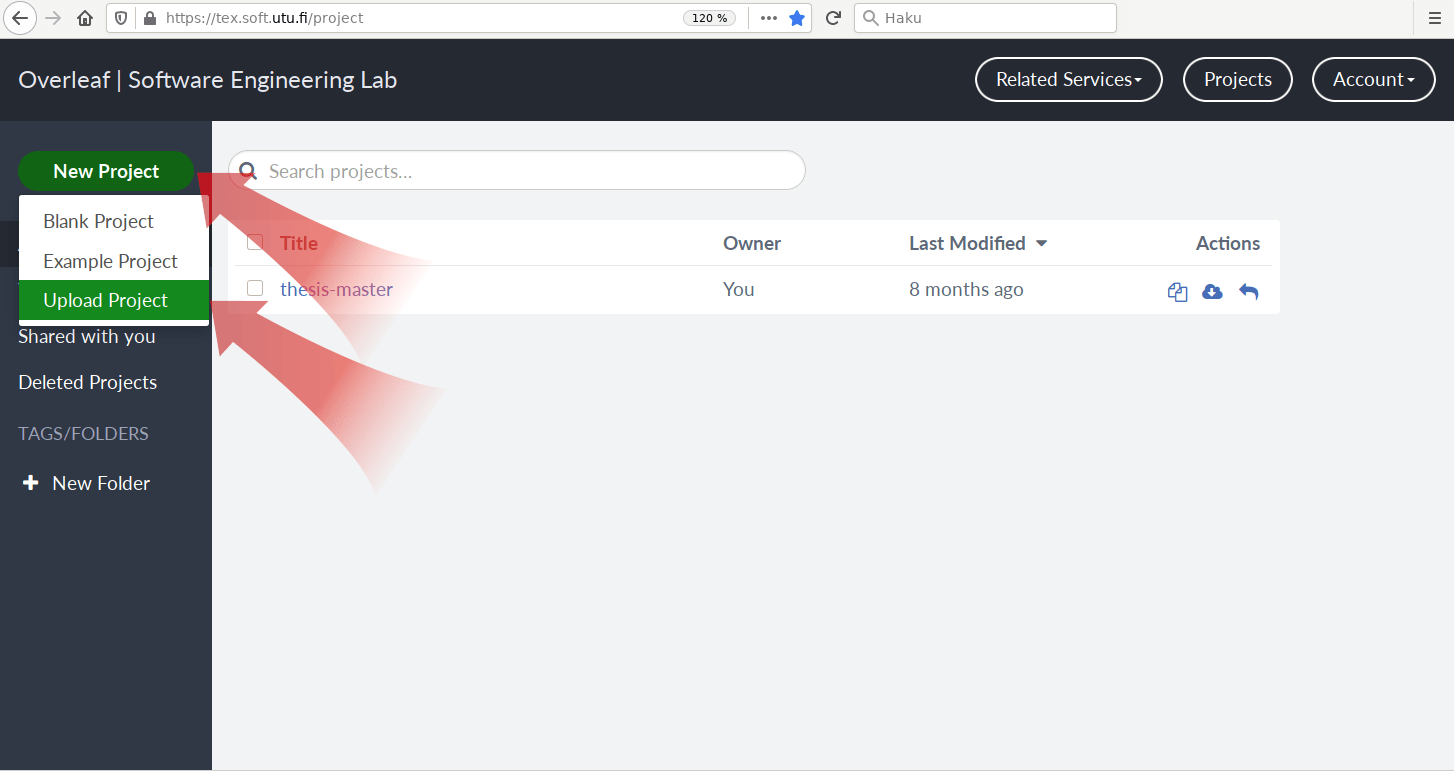 https://tex.soft.utu.fi/project
120 %
Haku
Overleaf | Software Engineering Lab
Related Services
Projects
Account
New Project
Search projects…
Blank Project
Example Project
Upload Project
Shared with you
Deleted Projects
TAGS/FOLDERS
New Folder
Title Owner Last Modified Actions
thesis-master You 8 months ago